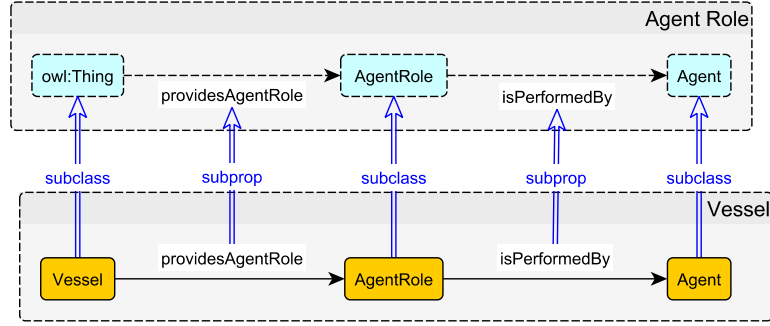 Agent Role
owl:Thing
AgentRole
Agent
providesAgentRole
isPerformedBy
subclass
subprop
subclass
subprop
subclass
Vessel
providesAgentRole
isPerformedBy
Vessel
AgentRole
Agent